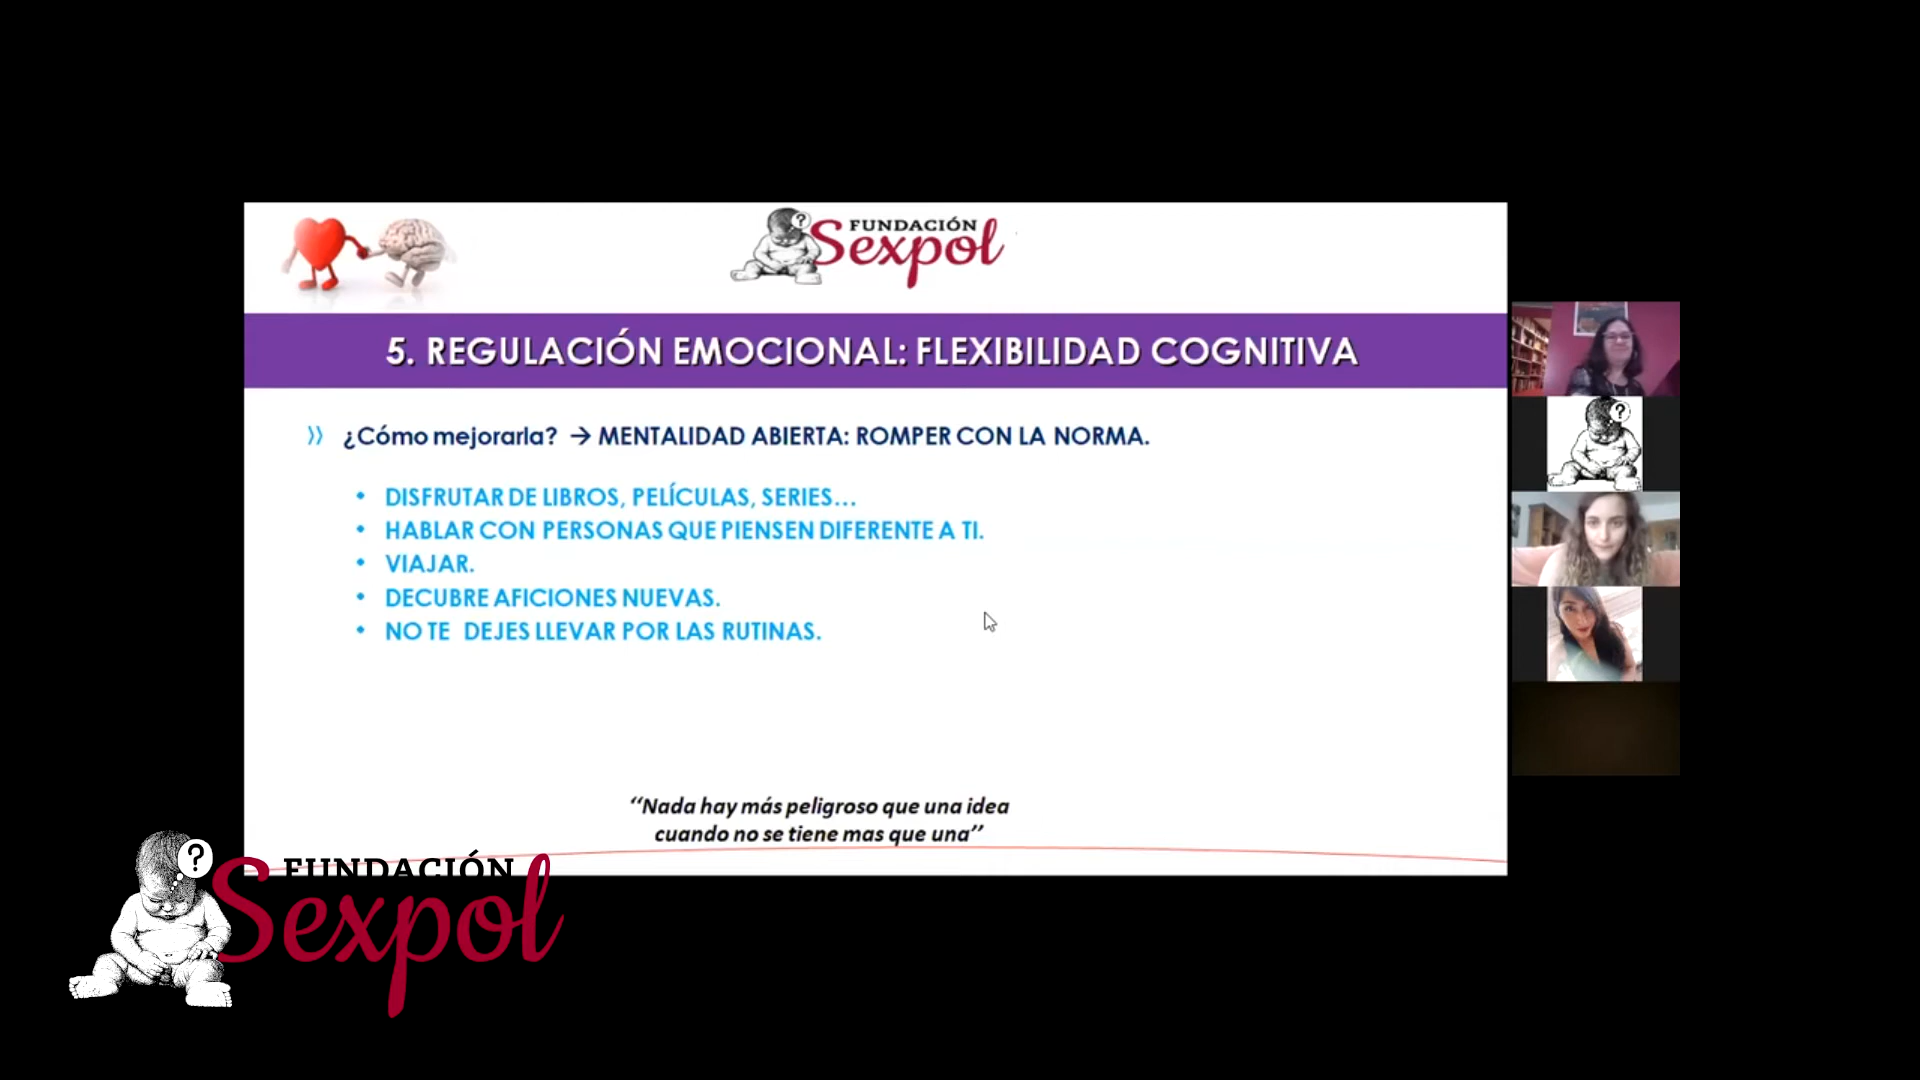 ?
FUNDACIÓN
Sexpol
5. REGULACIÓN EMOCIONAL: FLEXIBILIDAD COGNITIVA
¿Cómo mejorarla? → MENTALIDAD ABIERTA: ROMPER CON LA NORMA.
• DISFRUTAR DE LIBROS, PELÍCULAS, SERIES...
• HABLAR CON PERSONAS QUE PIENSEN DIFERENTE A TI.
• VIAJAR.
• DECUBRE AFICIONES NUEVAS.
• NO TE DEJES LLEVAR POR LAS RUTINAS.
“Nada hay más peligroso que una idea
cuando no se tiene mas que una”
?
?
FUNDACIÓN
Sexpol